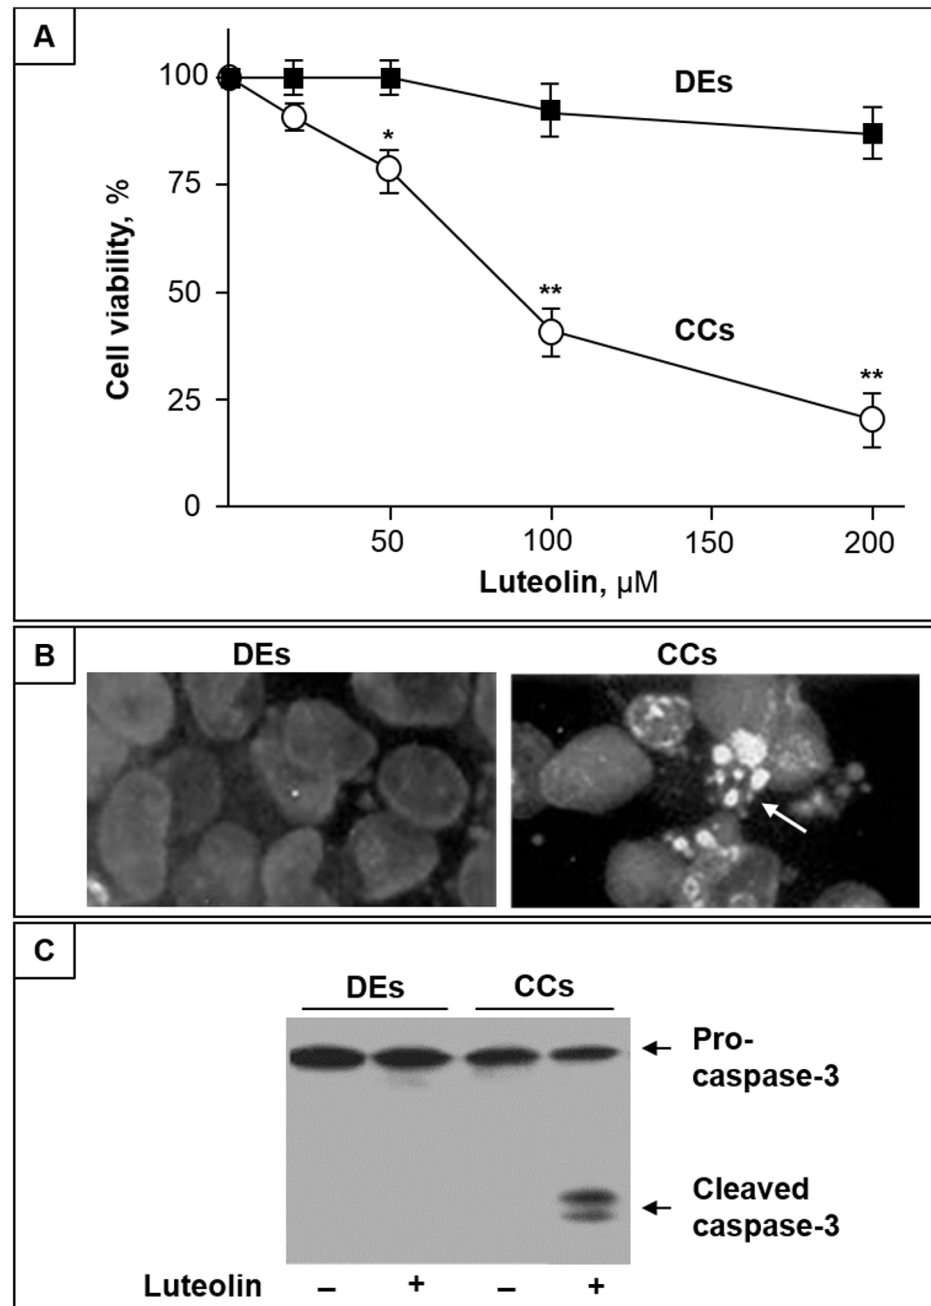 A
100
75
50
25
0
Cell viability, %
*
**
**
DEs
CCs
50
100
150
200
Luteolin, µM
B
DEs
CCs
C
DEs
CCs
Pro-
caspase-3
Cleaved
caspase-3
Luteolin – + – +